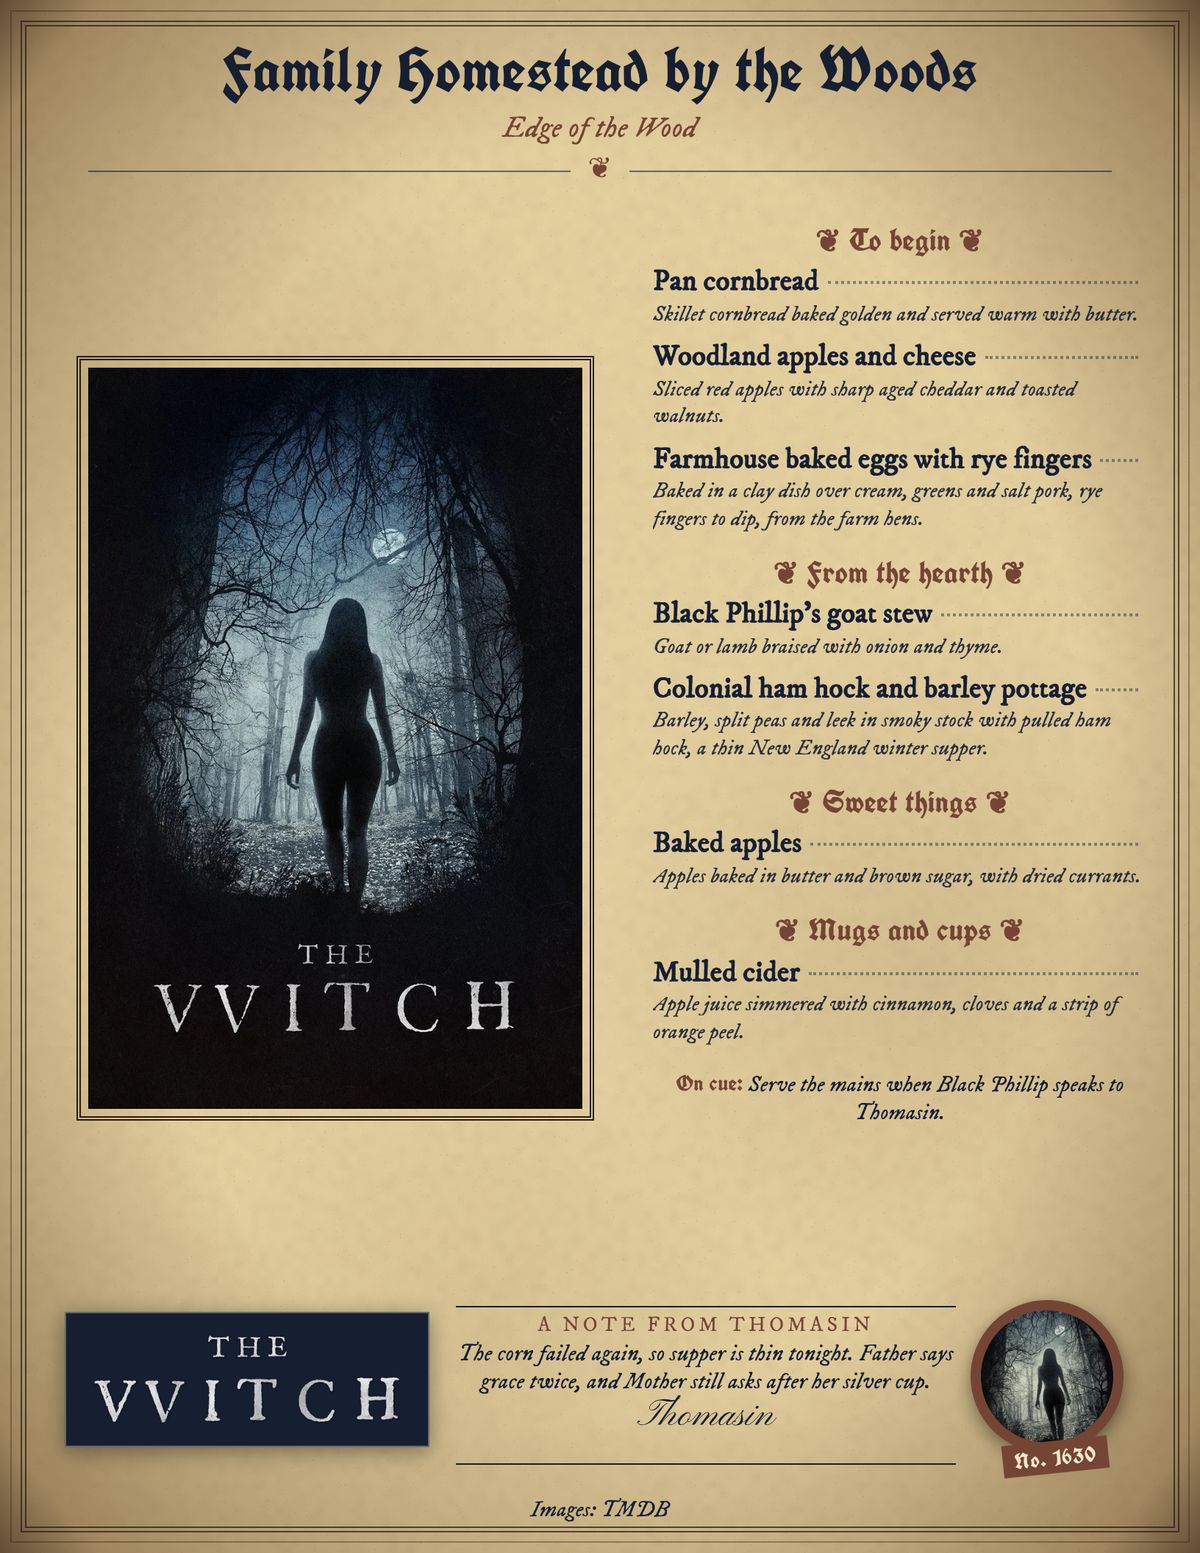 Family Homestead by the Woods
Edge of the Wood
To begin
Pan cornbread
Skillet cornbread baked golden and served warm with butter.
Woodland apples and cheese
Sliced red apples with sharp aged cheddar and toasted
walnuts.
Farmhouse baked eggs with rye fingers
Baked in a clay dish over cream, greens and salt pork, rye
fingers to dip, from the farm hens.
From the hearth
Black Phillip’s goat stew
Goat or lamb braised with onion and thyme.
Colonial ham hock and barley pottage
Barley, split peas and leek in smoky stock with pulled ham
hock, a thin New England winter supper.
Sweet things
Baked apples
Apples baked in butter and brown sugar, with dried currants.
Mugs and cups
Mulled cider
Apple juice simmered with cinnamon, cloves and a strip of
orange peel.
On cue: Serve the mains when Black Phillip speaks to
Thomasin.
THE
VVITCH
THE
VVITCH
A NOTE FROM THOMASIN
The corn failed again, so supper is thin tonight. Father says
grace twice, and Mother still asks after her silver cup.
Thomasin
No. 1630
Images: TMDB